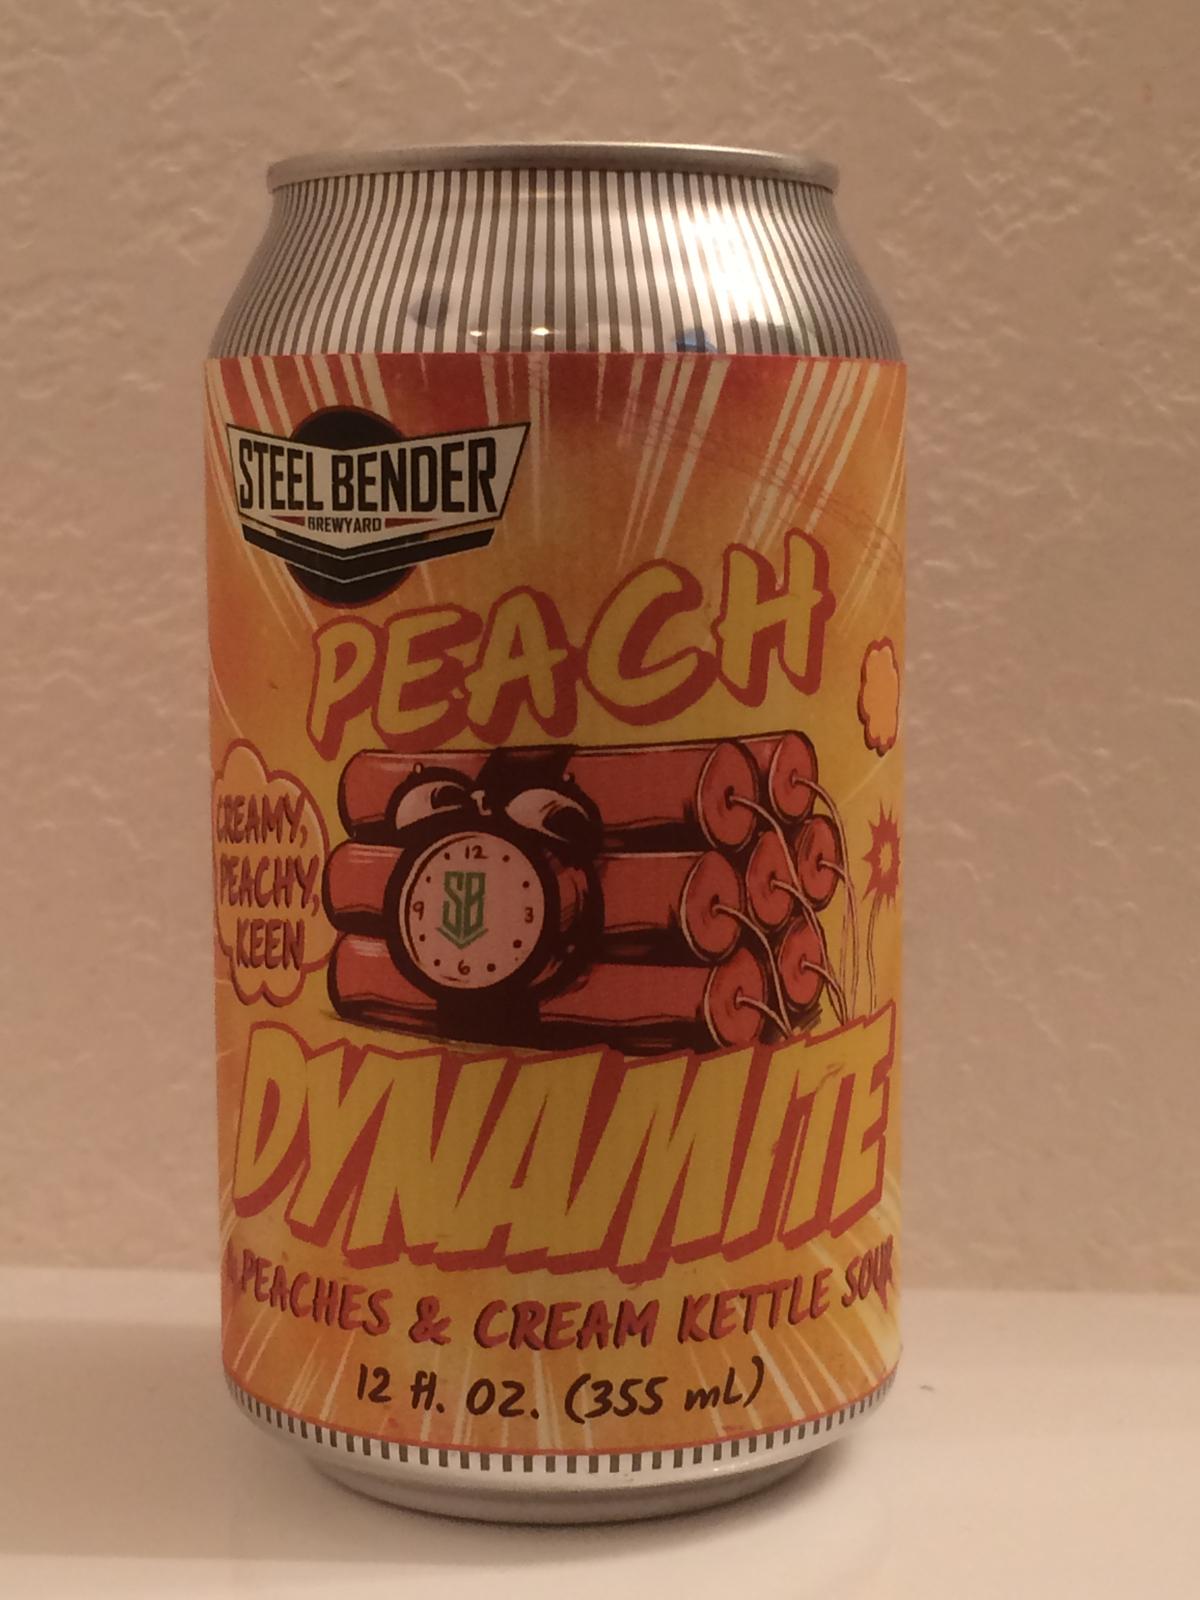 STEEL BENDER
BREWYARD
PEACH
CREAMY,
PEACHY,
KEEN
12
9
SB
3
6
DYNAMITE
PEACHES & CREAM KETTLE SOUR
12 fl. oz. (355 mL)